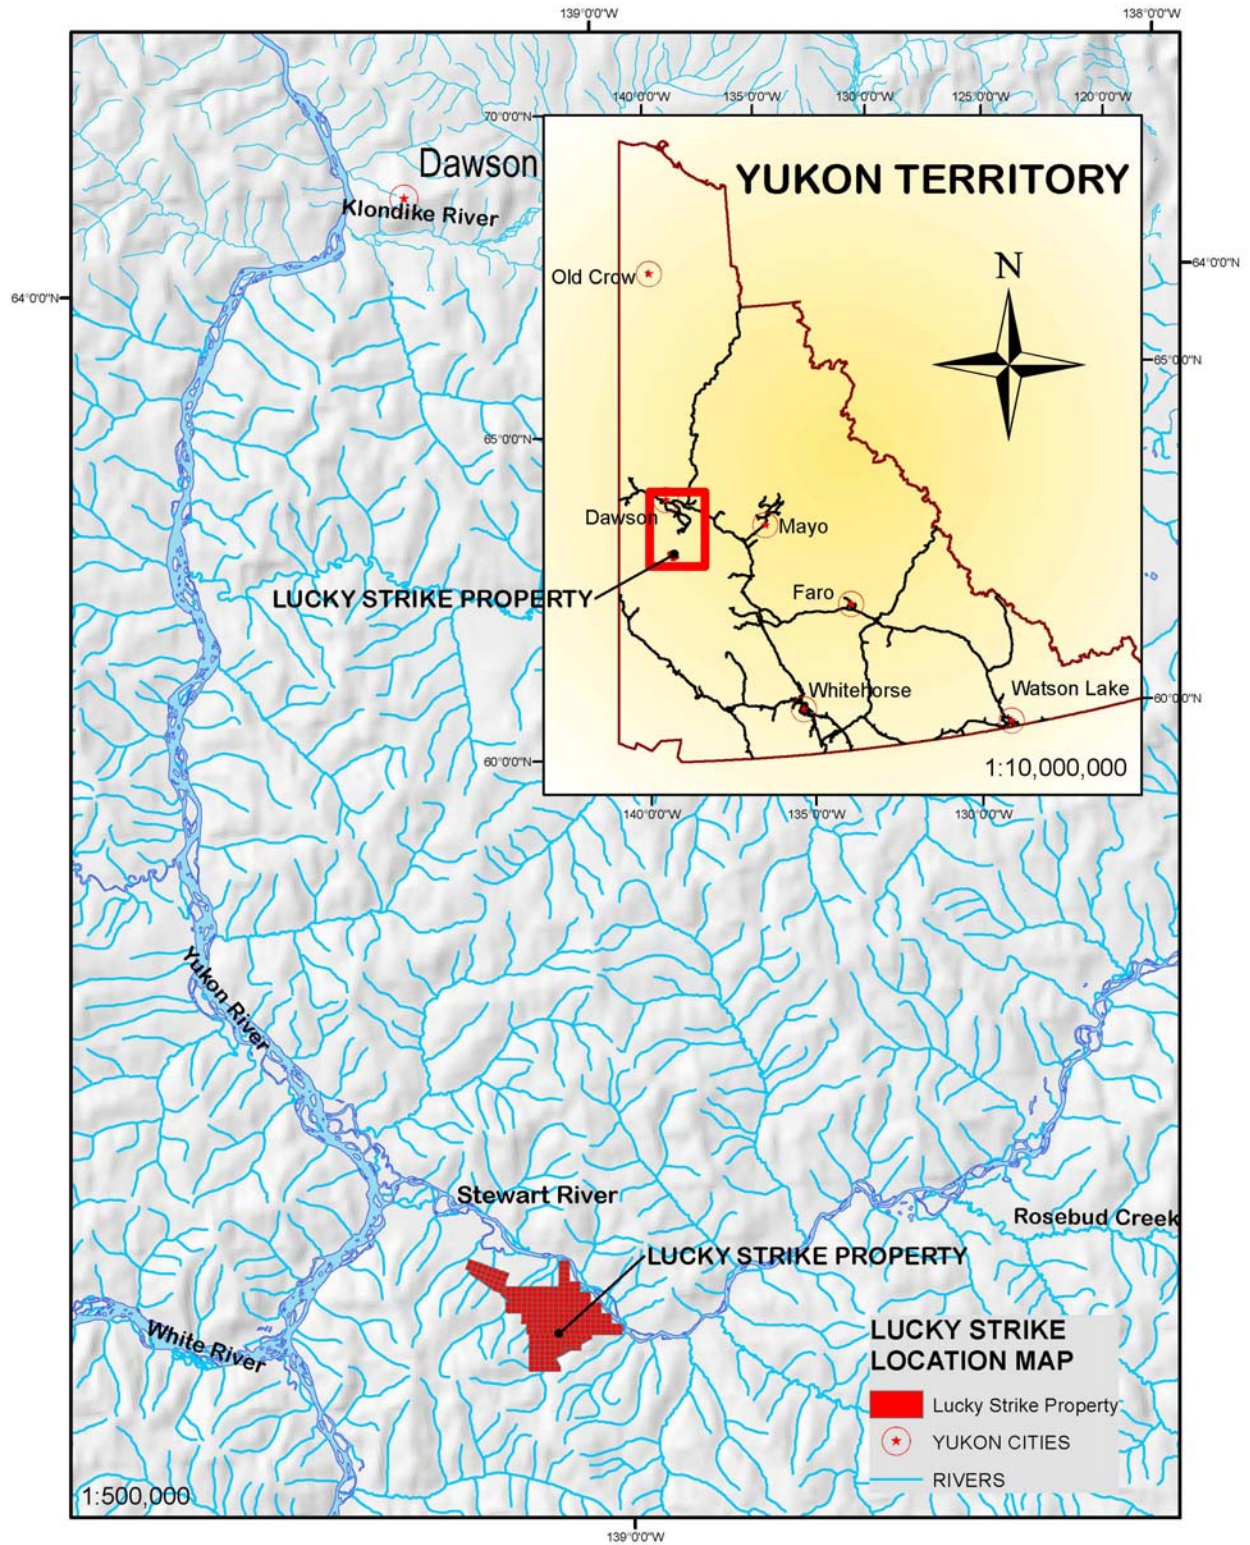 139°0'0"W
138°0'0"W
140°0'0"W
135°0'0"W
130°0'0"W
125°0'0"W
120°0'0"W
70°0'0"N
Dawson
YUKON TERRITORY
Klondike River
N
64°0'0"N
Old Crow
64°0'0"N
65°0'0"N
65°0'0"N
Dawson
Mayo
LUCKY STRIKE PROPERTY
Faro
Whitehorse
Watson Lake
60°0'0"N
60°0'0"N
1:10,000,000
140°0'0"W
135°0'0"W
130°0'0"W
Yukon River
Stewart River
Rosebud Creek
LUCKY STRIKE PROPERTY
White River
LUCKY STRIKE
LOCATION MAP
Lucky Strike Property
YUKON CITIES
RIVERS
1:500,000
139°0'0"W